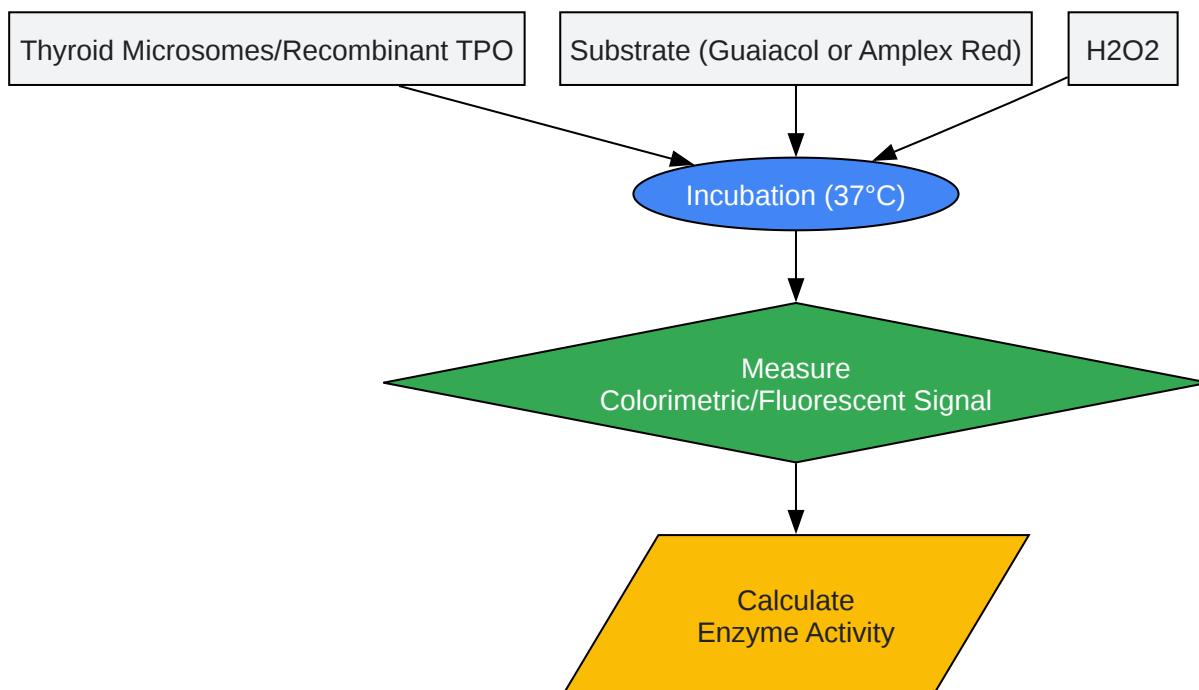 Thyroid Microsomes/Recombinant TPO
Substrate (Guaiacol or Amplex Red)
H2O2
Incubation (37°C)
Measure
Colorimetric/Fluorescent Signal
Calculate
Enzyme Activity